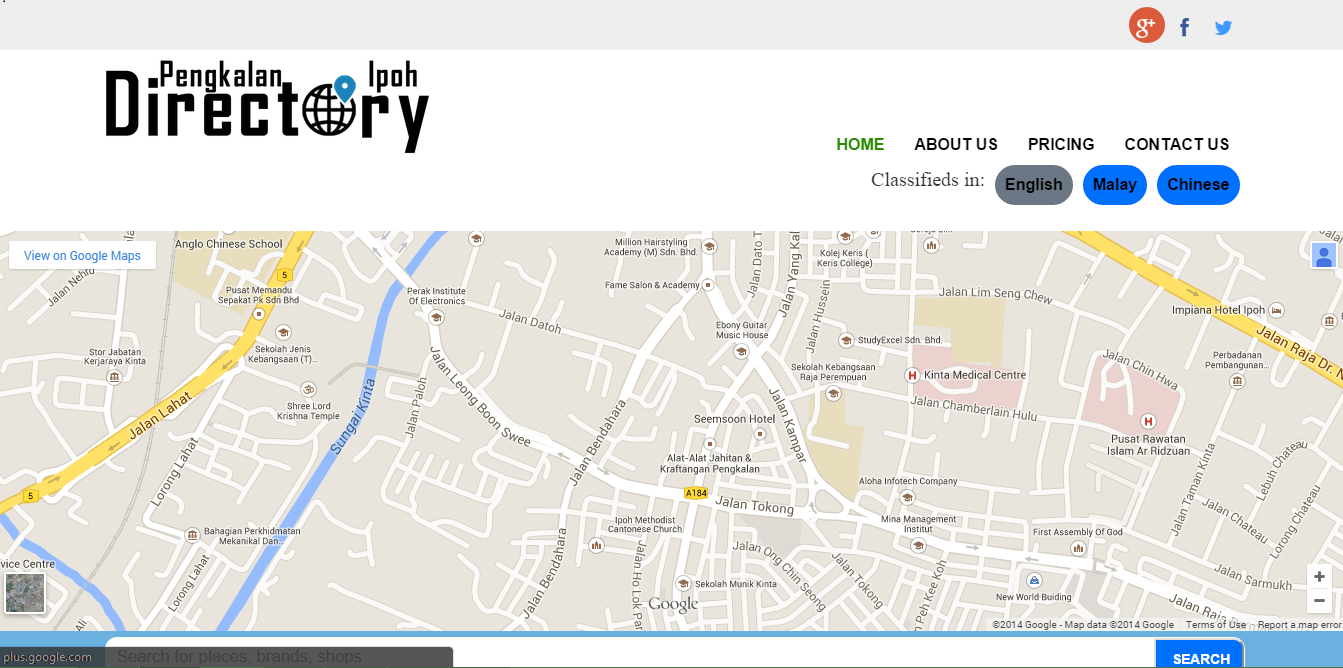 g+ f
Pengkalan Ipoh
Directory
HOME ABOUT US PRICING CONTACT US
Classifieds in: English Malay Chinese
View on Google Maps
Anglo Chinese School
Jalan Nehru
5
Pusat Memandu
Sepakat Pk Sdn Bhd
Perak Institute
Of Electronics
Stor Jabatan
Kerjaraya Kinta
Sekolah Jenis
Kebangsaan (T)...
Shree Lord
Krishna Temple
Jalan Lahat
Lorong Lahat
5
Sungai Kinta
Jalan Paloh
Jalan Leong Boon Swee
Jalan Datoh
Million Hairstyling
Academy (M) Sdn. Bhd.
Fame Salon & Academy
Jalan Dato T
Jalan Yang Kal
Kolej Keris (
Keris College)
Jalan Hussein
Ebony Guitar
Music House
StudyExcel Sdn. Bhd.
Jalan Lim Seng Chew
Impiana Hotel Ipoh
Jalan Raja Dr. N
Perbadanan
Pembangunan...
Sekolah Kebangsaan
Raja Perempuan
H Kinta Medical Centre
Jalan Chin Hwa
Jalan Chamberlain Hulu
H
Pusat Rawatan
Islam Ar Ridzuan
Jalan Bendahara
Seemsoon Hotel
Jalan Kampar
Alat-Alat Jahitan &
Kraftangan Pengkalan
A184
Jalan Tokong
Aloha Infotech Company
Jalan Taman Kinta
Lebuh Chateau
Jalan Chateau
Lorong Chateau
Bahagian Perkhidmatan
Mekanikal Dan...
Lorong Lahat
Ipoh Methodist
Cantonese Church
Mina Management
Institut
First Assembly Of God
Jalan Bendahara
Jalan Ho Lok Par
Jalan Ong Chin Seong
Jalan Tokong
n Peh Kee Koh
vice Centre
Sekolah Munik Kinta
New World Buiding
Jalan Sarmukh
Ali
Google
+
−
©2014 Google - Map data ©2014 Google Terms of Use Report a map error
plus.google.com
Search for places, brands, shops
SEARCH